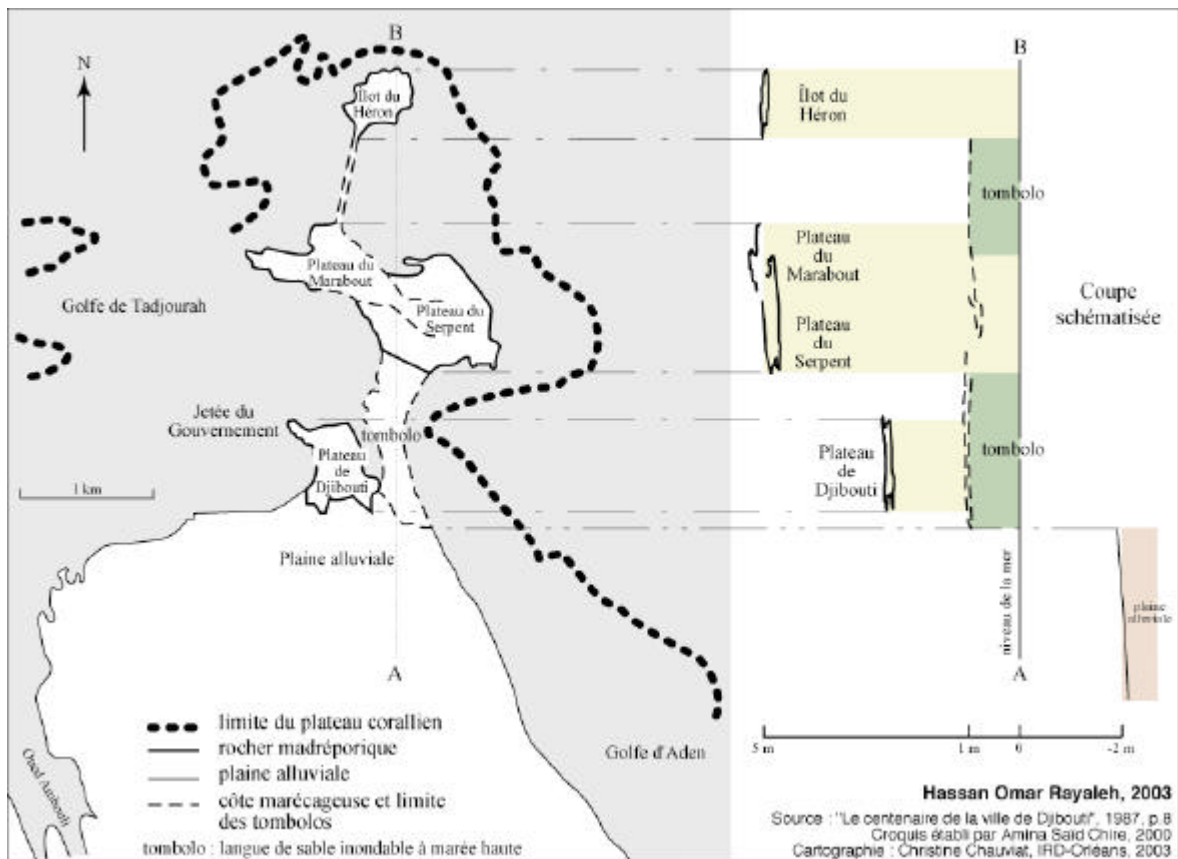 N
B
Îlot du
Héron
Plateau du
Marabout
Plateau du
Serpent
Golfe de Tadjourah
Jetée du
Gouvernement
tombolo
Plateau
de
Djibouti
1 km
Plaine alluviale
A
Oued Ambouli
Golfe d'Aden
limite du plateau corallien
rocher madréporique
plaine alluviale
côte marécageuse et limite
des tombolos
tombolo : langue de sable inondable à marée haute
B
Îlot du
Héron
tombolo
Plateau du
Marabout
Plateau
du
Serpent
Coupe
schématisée
Plateau
de
Djibouti
tombolo
niveau de la mer
plaine
alluviale
A
5 m
1 m
0
-2 m
Hassan Omar Rayaleh, 2003
Source : "Le centenaire de la ville de Djibouti", 1987, p.8
Croquis établi par Amina Saïd Chire, 2000
Cartographie : Christine Chauviat, IRD-Orléans, 2003